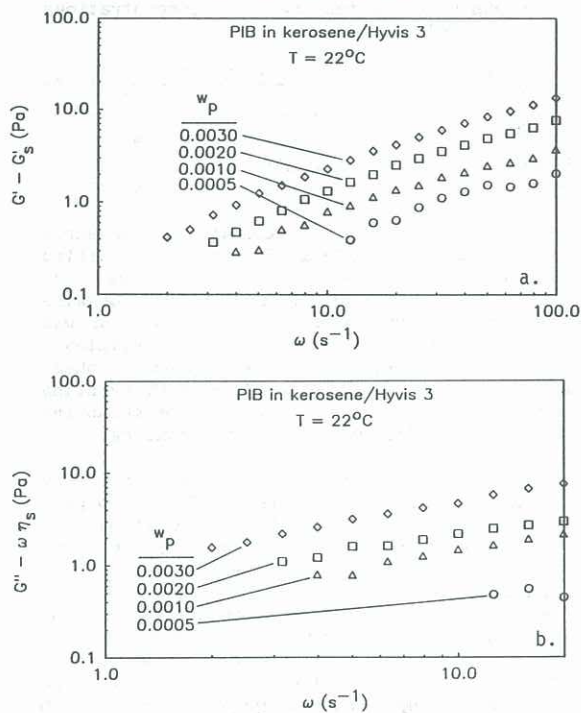 PIB in kerosene/Hyvis 3
T = 22°C
wp
0.0030
0.0020
0.0010
0.0005
100.0
10.0
1.0
0.1
G' − G's (Pa)
1.0
10.0
100.0
ω (s⁻¹)
a.
PIB in kerosene/Hyvis 3
T = 22°C
wp
0.0030
0.0020
0.0010
0.0005
100.0
10.0
1.0
0.1
G" − ω ηs (Pa)
1.0
10.0
ω (s⁻¹)
b.